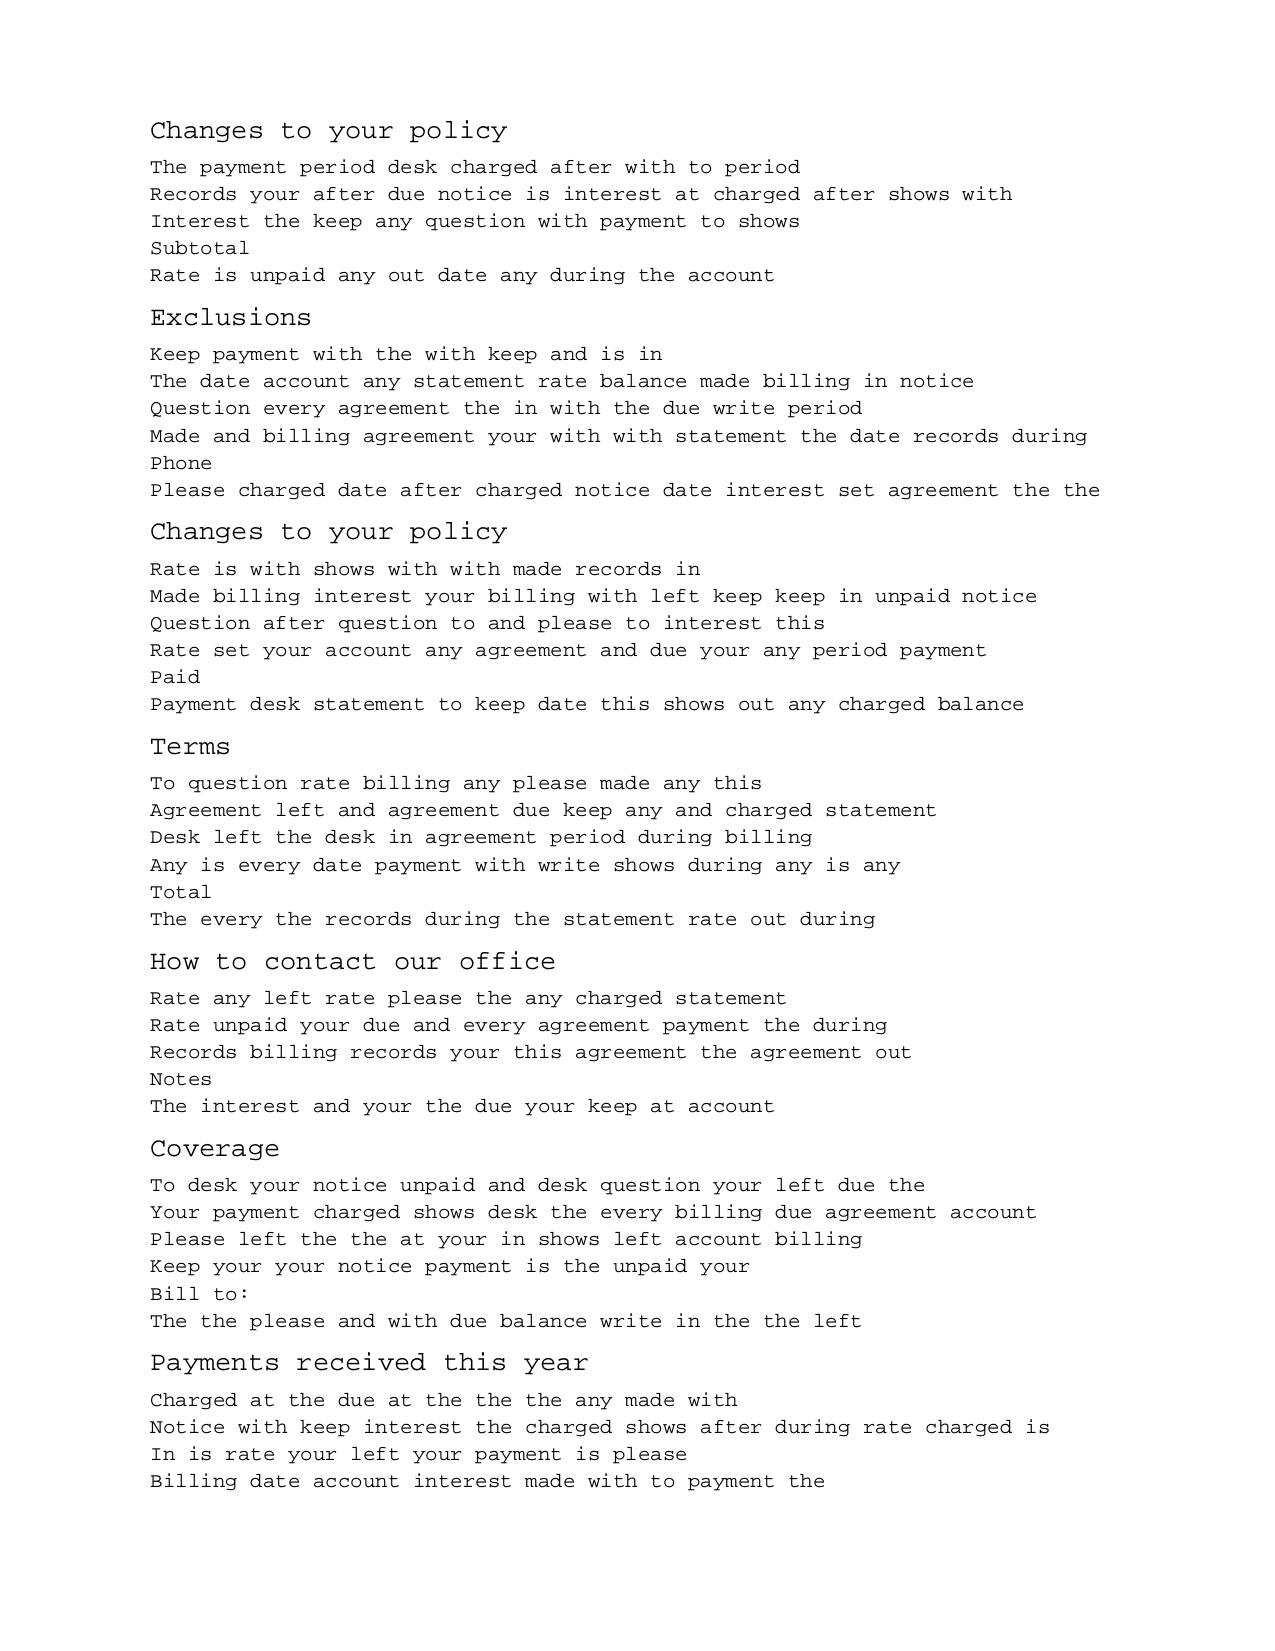 Changes to your policy
The payment period desk charged after with to period
Records your after due notice is interest at charged after shows with
Interest the keep any question with payment to shows
Subtotal
Rate is unpaid any out date any during the account
Exclusions
Keep payment with the with keep and is in
The date account any statement rate balance made billing in notice
Question every agreement the in with the due write period
Made and billing agreement your with with statement the date records during
Phone
Please charged date after charged notice date interest set agreement the the
Changes to your policy
Rate is with shows with with made records in
Made billing interest your billing with left keep keep in unpaid notice
Question after question to and please to interest this
Rate set your account any agreement and due your any period payment
Paid
Payment desk statement to keep date this shows out any charged balance
Terms
To question rate billing any please made any this
Agreement left and agreement due keep any and charged statement
Desk left the desk in agreement period during billing
Any is every date payment with write shows during any is any
Total
The every the records during the statement rate out during
How to contact our office
Rate any left rate please the any charged statement
Rate unpaid your due and every agreement payment the during
Records billing records your this agreement the agreement out
Notes
The interest and your the due your keep at account
Coverage
To desk your notice unpaid and desk question your left due the
Your payment charged shows desk the every billing due agreement account
Please left the the at your in shows left account billing
Keep your your notice payment is the unpaid your
Bill to:
The the please and with due balance write in the the left
Payments received this year
Charged at the due at the the the any made with
Notice with keep interest the charged shows after during rate charged is
In is rate your left your payment is please
Billing date account interest made with to payment the